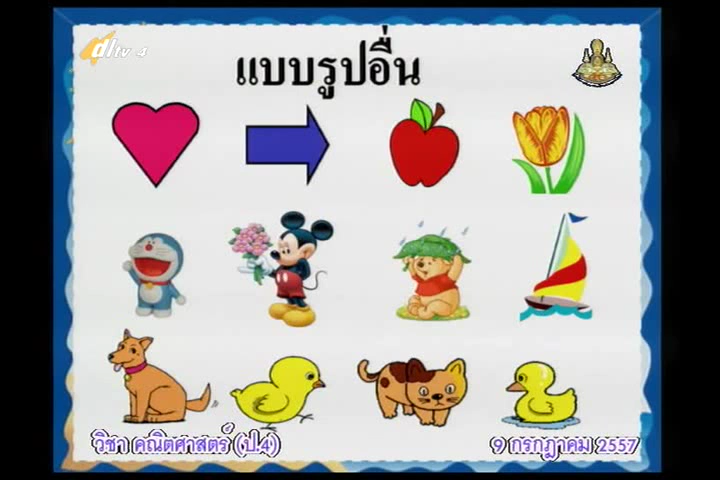 dltv 4
แบบรูปอื่น
วิชา คณิตศาสตร์ (ป.4)
9 กรกฎาคม 2557